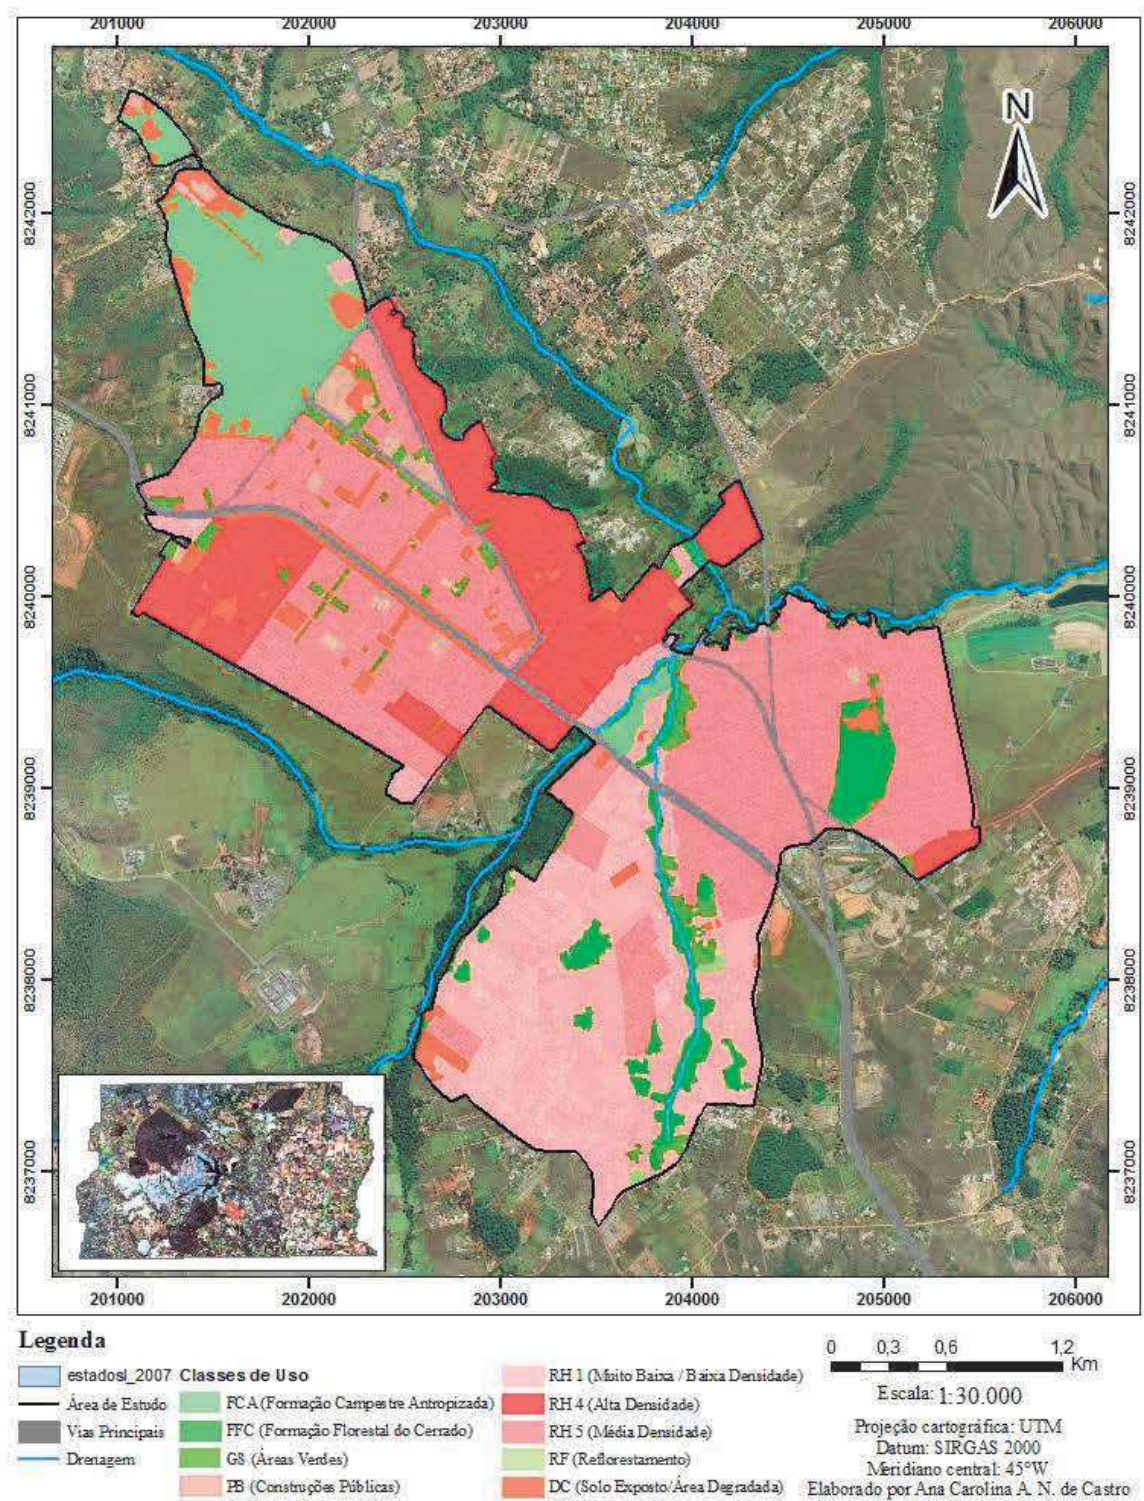 201000 202000 203000 204000 205000 206000
N
8242000 8242000
8241000 8241000
8240000 8240000
8239000 8239000
8238000 8238000
8237000 8237000
201000 202000 203000 204000 205000 206000
Legenda
estadosl_2007
Área de Estudo
Vias Principais
Drenagem
Classes de Uso
FCA (Formação Campestre Antropizada)
FFC (Formação Florestal do Cerrado)
GS (Áreas Verdes)
PB (Construções Públicas)
RH 1 (Muito Baixa / Baixa Densidade)
RH 4 (Alta Densidade)
RH 5 (Média Densidade)
RF (Reflorestamento)
DC (Solo Exposto/Área Degradada)
0 0,3 0,6 1,2
Km
Escala: 1:30.000
Projeção cartográfica: UTM
Datum: SIRGAS 2000
Meridiano central: 45°W
Elaborado por Ana Carolina A. N. de Castro